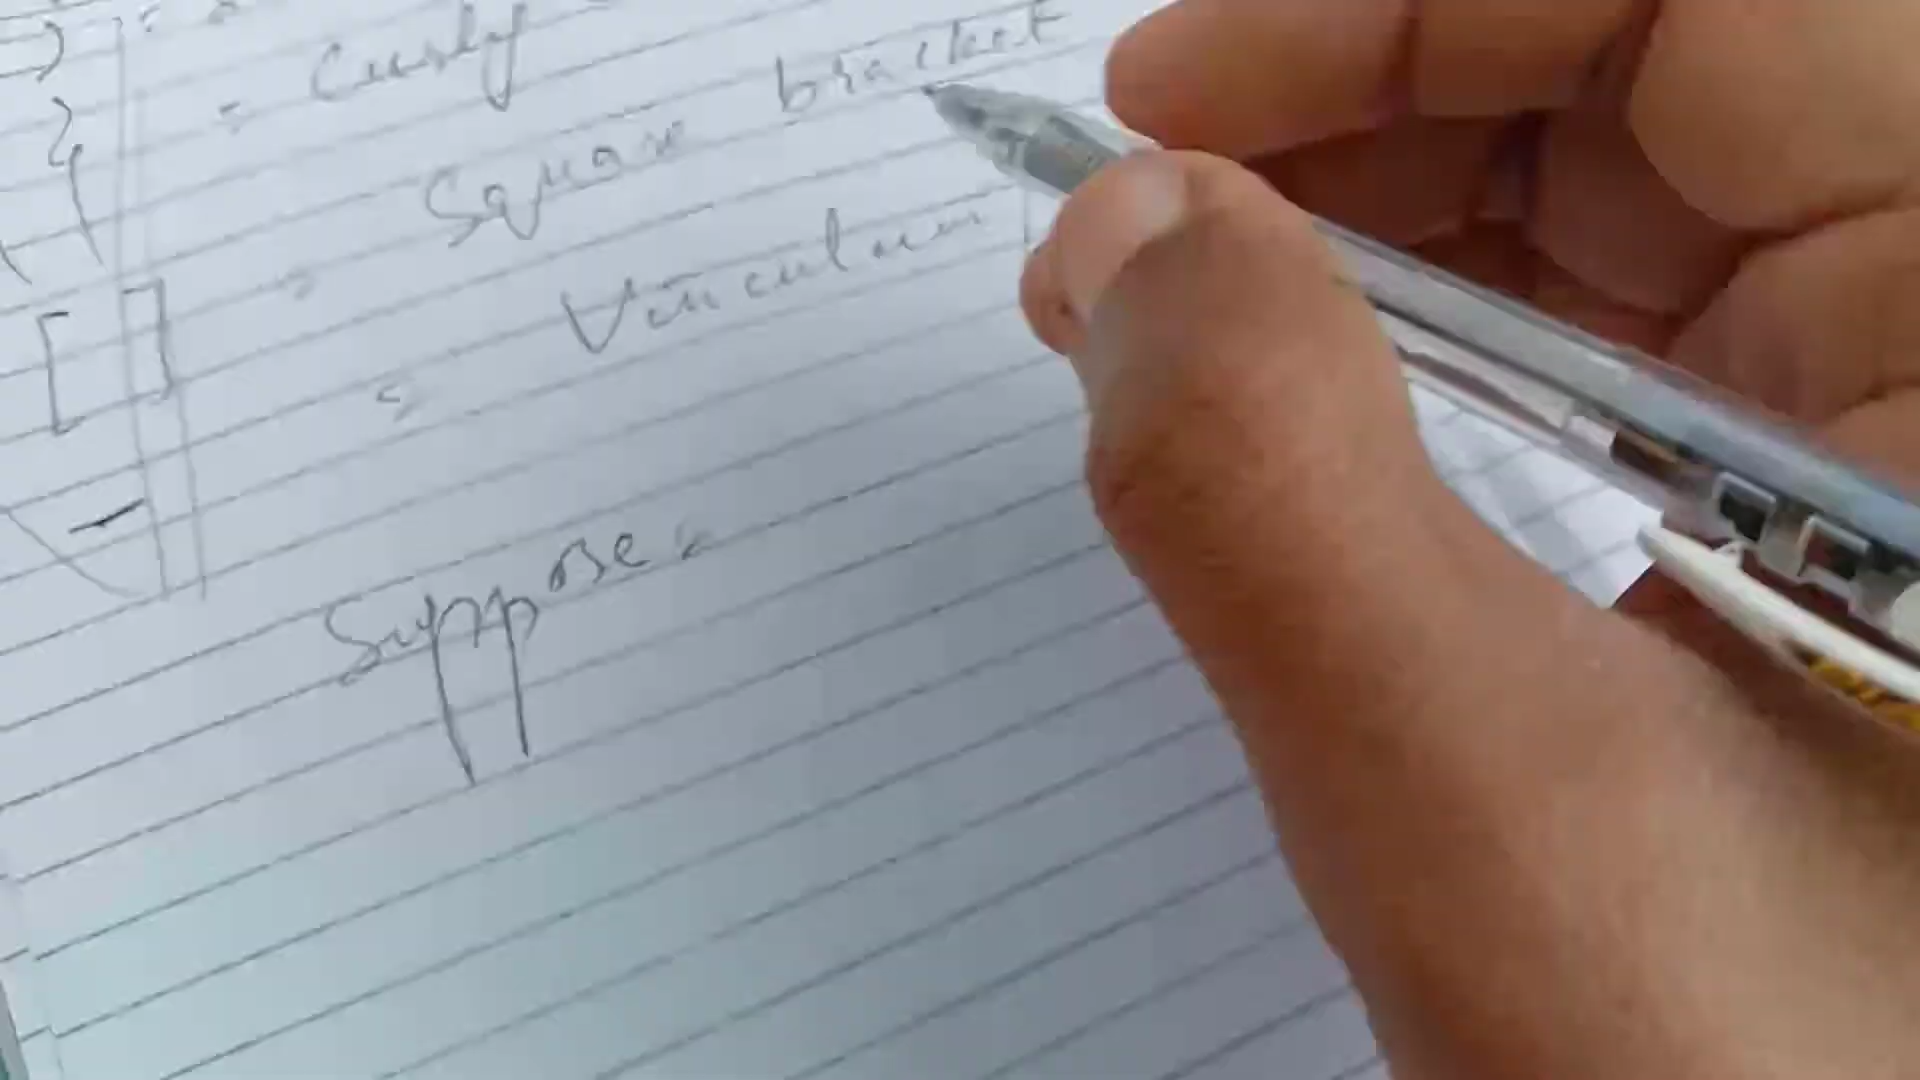 ) : =
{ } = Curly
[ ] = Square bracket
— = Vinculum
Suppose :